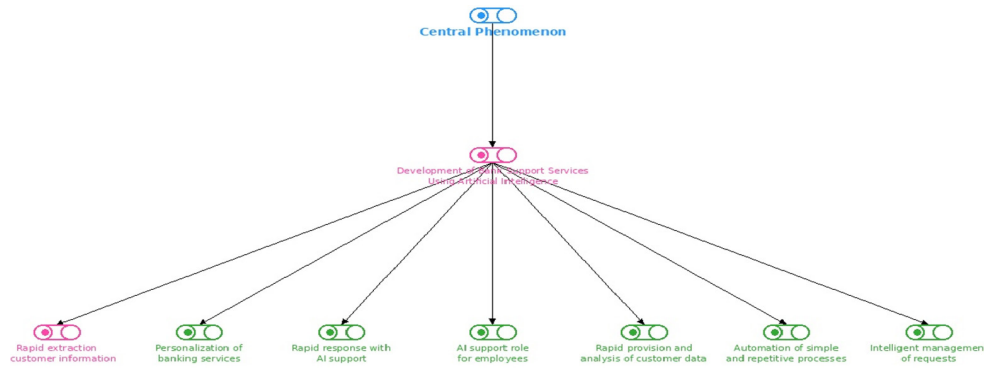 Central Phenomenon
Development of Bank Support Services
Using Artificial Intelligence
Rapid extraction
customer information
Personalization of
banking services
Rapid response with
AI support
AI support role
for employees
Rapid provision and
analysis of customer data
Automation of simple
and repetitive processes
Intelligent managemen
of requests